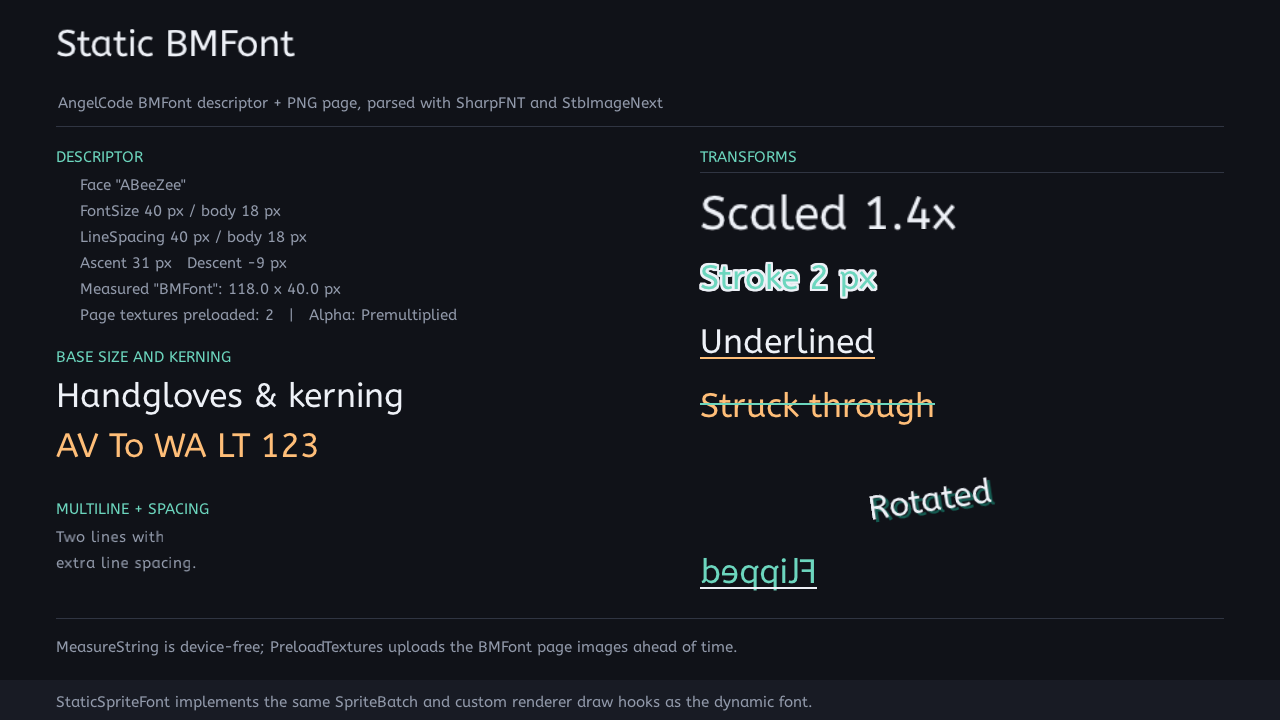 Static BMFont
AngelCode BMFont descriptor + PNG page, parsed with SharpFNT and StbImageNext
DESCRIPTOR
Face "ABeeZee"
FontSize 40 px / body 18 px
LineSpacing 40 px / body 18 px
Ascent 31 px | Descent -9 px
Measured "BMFont": 118.0 x 40.0 px
Page textures preloaded: 2 | Alpha: Premultiplied
BASE SIZE AND KERNING
Handgloves & kerning
AV To WA LT 123
MULTILINE + SPACING
Two lines with
extra line spacing.
TRANSFORMS
Scaled 1.4x
Stroke 2 px
Underlined
Struck through
Rotated
Flipped
MeasureString is device-free; PreloadTextures uploads the BMFont page images ahead of time.
StaticSpriteFont implements the same SpriteBatch and custom renderer draw hooks as the dynamic font.